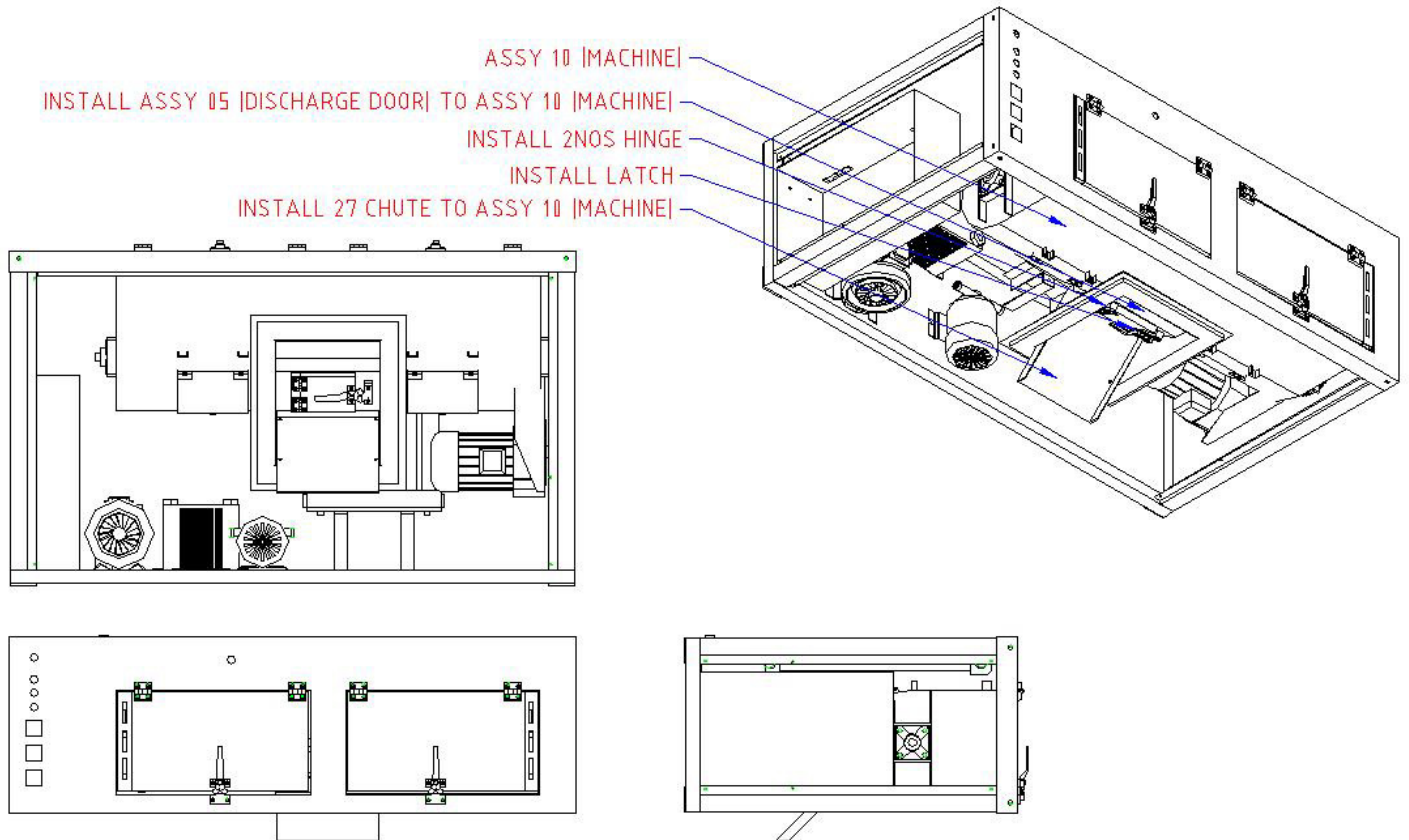 ASSY 10 |MACHINE|
INSTALL ASSY 05 |DISCHARGE DOOR| TO ASSY 10 |MACHINE|
INSTALL 2NOS HINGE
INSTALL LATCH
INSTALL 27 CHUTE TO ASSY 10 |MACHINE|